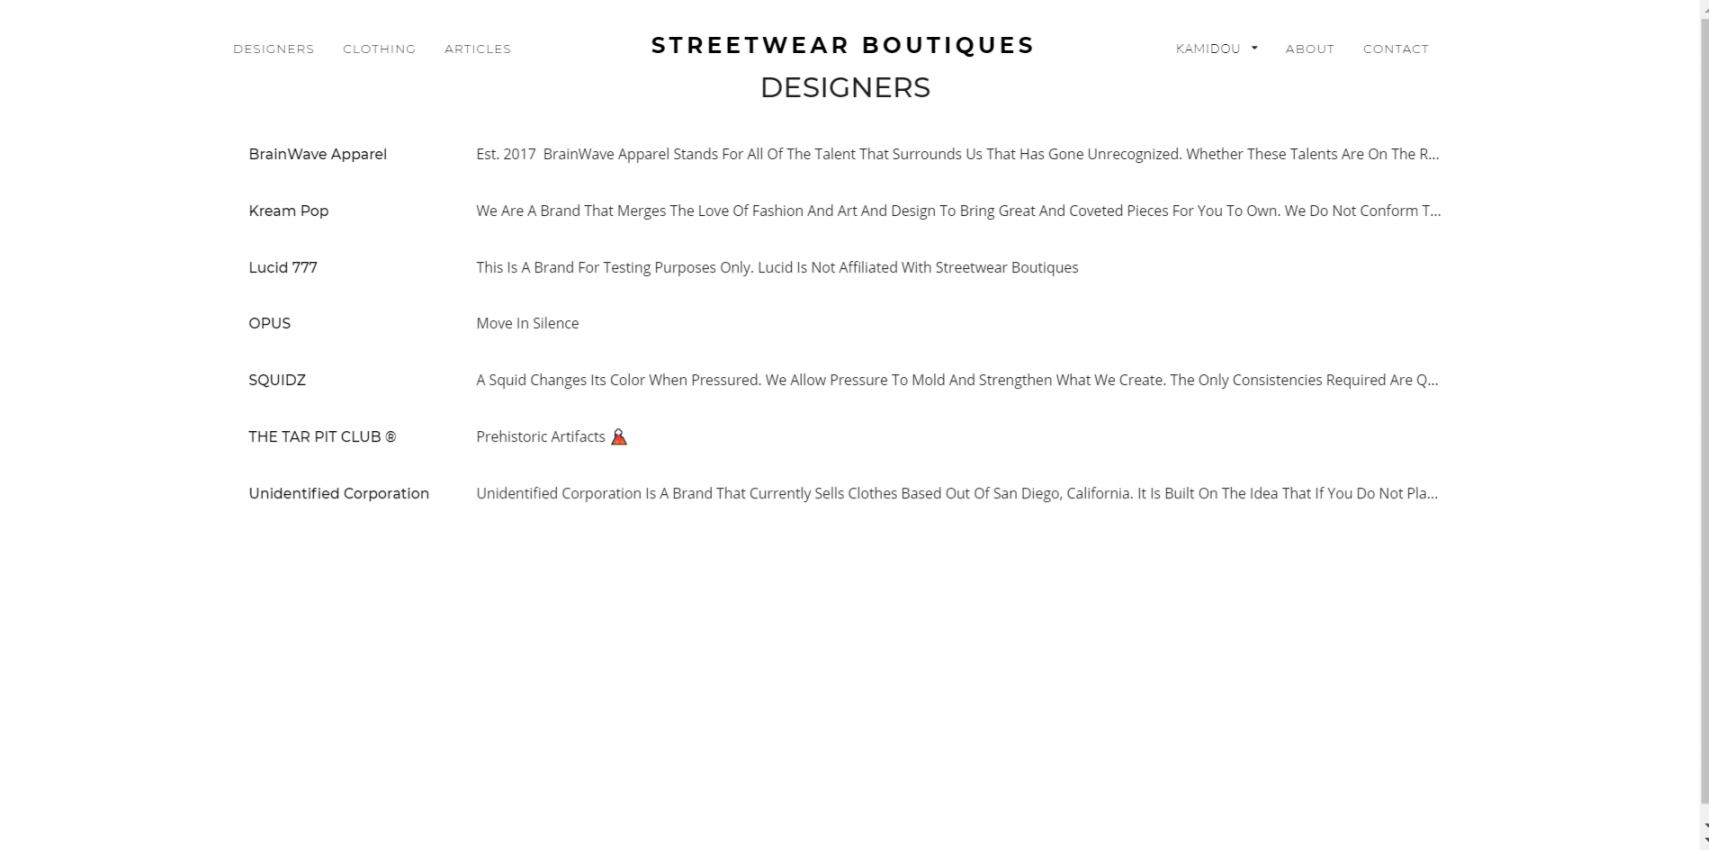 DESIGNERS CLOTHING ARTICLES STREETWEAR BOUTIQUES KAMIDOU ABOUT CONTACT
DESIGNERS
BrainWave Apparel Est. 2017 BrainWave Apparel Stands For All Of The Talent That Surrounds Us That Has Gone Unrecognized. Whether These Talents Are On The R...
Kream Pop We Are A Brand That Merges The Love Of Fashion And Art And Design To Bring Great And Coveted Pieces For You To Own. We Do Not Conform T...
Lucid 777 This Is A Brand For Testing Purposes Only. Lucid Is Not Affiliated With Streetwear Boutiques
OPUS Move In Silence
SQUIDZ A Squid Changes Its Color When Pressured. We Allow Pressure To Mold And Strengthen What We Create. The Only Consistencies Required Are Q...
THE TAR PIT CLUB ® Prehistoric Artifacts 🌋
Unidentified Corporation Unidentified Corporation Is A Brand That Currently Sells Clothes Based Out Of San Diego, California. It Is Built On The Idea That If You Do Not Pla...